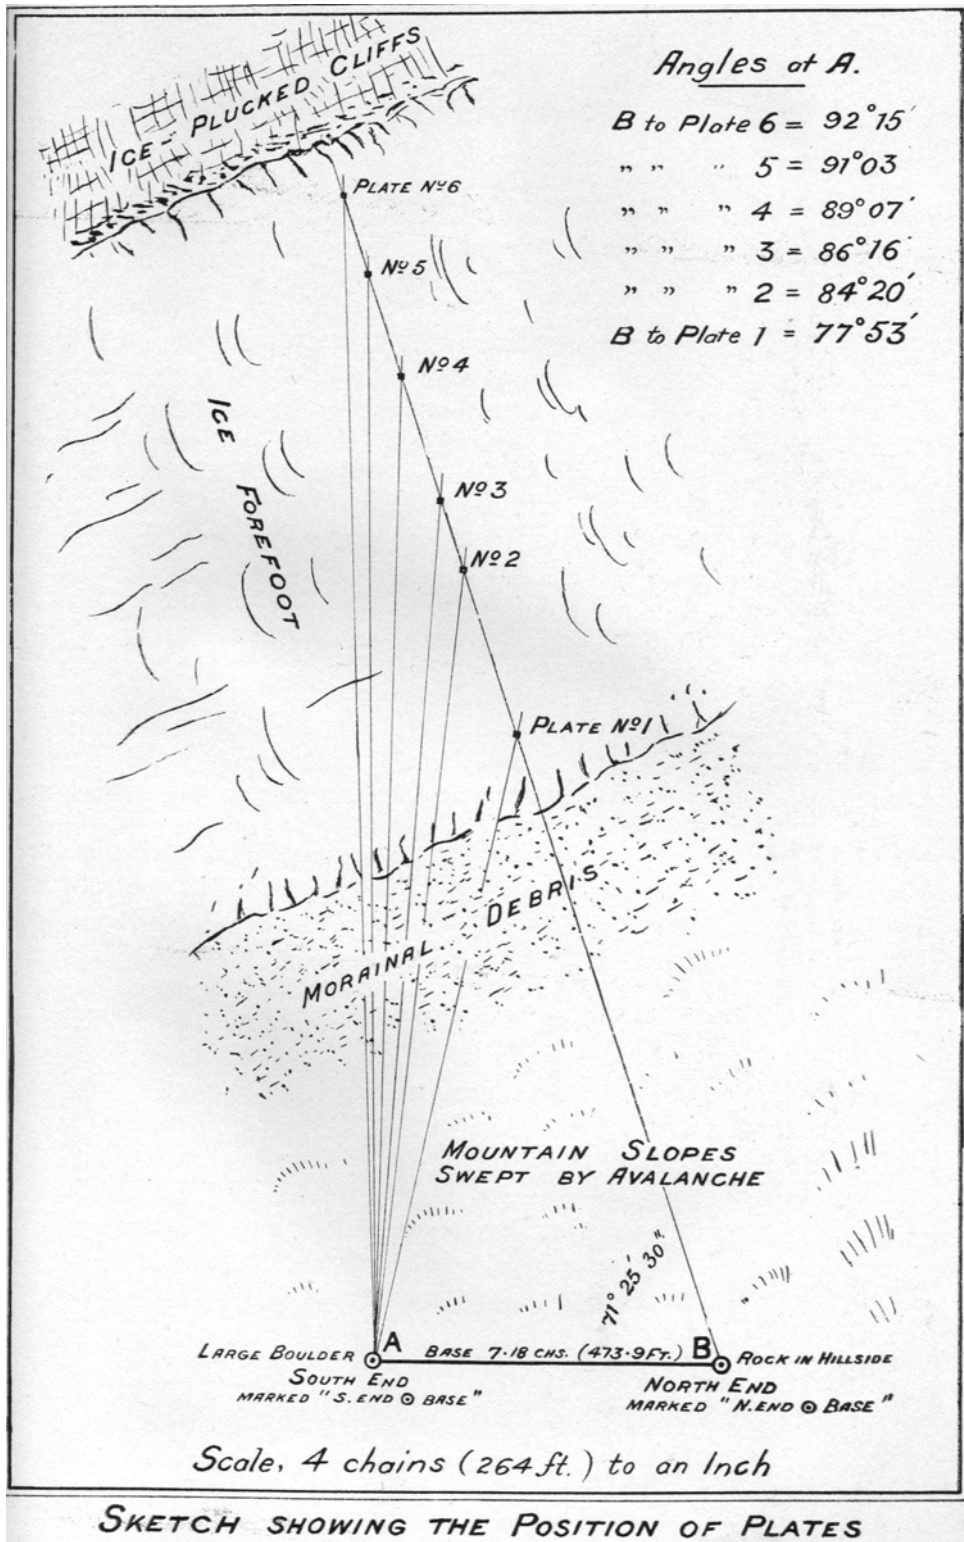 ICE-PLUCKED CLIFFS
Angles at A.
B to Plate 6 = 92° 15'
" " " 5 = 91° 03
" " " 4 = 89° 07'
" " " 3 = 86° 16'
" " " 2 = 84° 20'
B to Plate 1 = 77° 53'
PLATE Nº6
Nº5
Nº4
ICE FOREFOOT
Nº3
Nº2
PLATE Nº1
MORAINAL DEBRIS
MOUNTAIN SLOPES
SWEPT BY AVALANCHE
71° 25' 30"
A
B
LARGE BOULDER
BASE 7·18 CHS. (473·9 FT.)
ROCK IN HILLSIDE
SOUTH END
MARKED "S. END ⊙ BASE"
NORTH END
MARKED "N. END ⊙ BASE"
Scale, 4 chains (264 ft.) to an Inch
SKETCH SHOWING THE POSITION OF PLATES